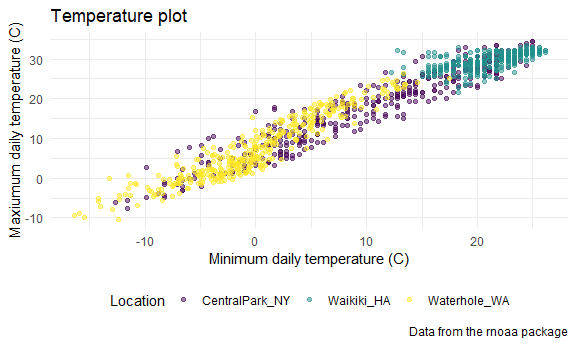 Temperature plot
Maxiumum daily temperature (C)
30
20
10
0
-10
-10 0 10 20
Minimum daily temperature (C)
Location CentralPark_NY Waikiki_HA Waterhole_WA
Data from the rnoaa package